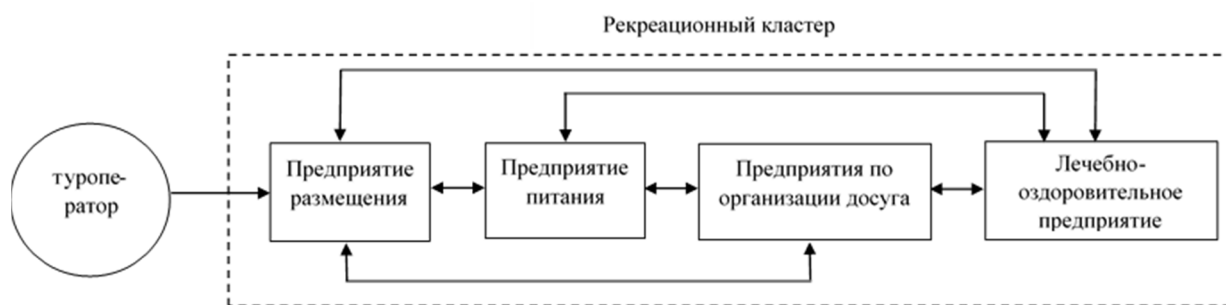 Рекреационный кластер
туропе-
ратор
Предприятие
размещения
Предприятие
питания
Предприятия по
организации досуга
Лечебно-
оздоровительное
предприятие